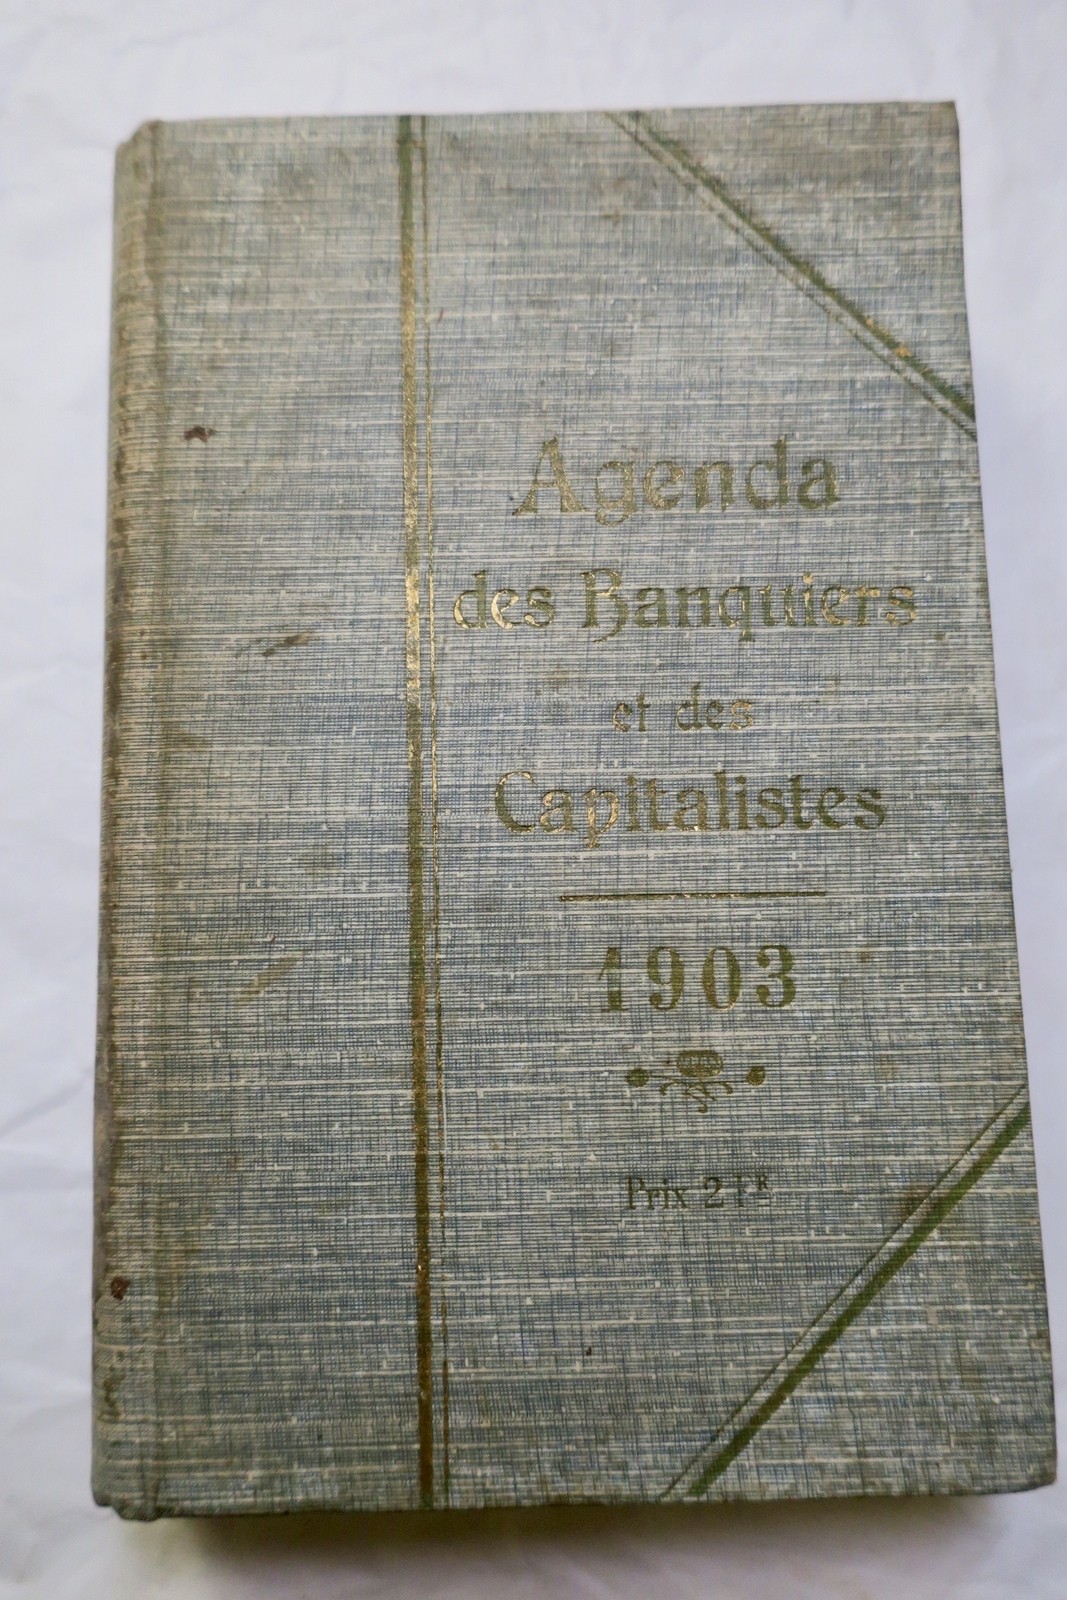 Agenda
des Banquiers
et des
Capitalistes
1903
Prix 2 FR